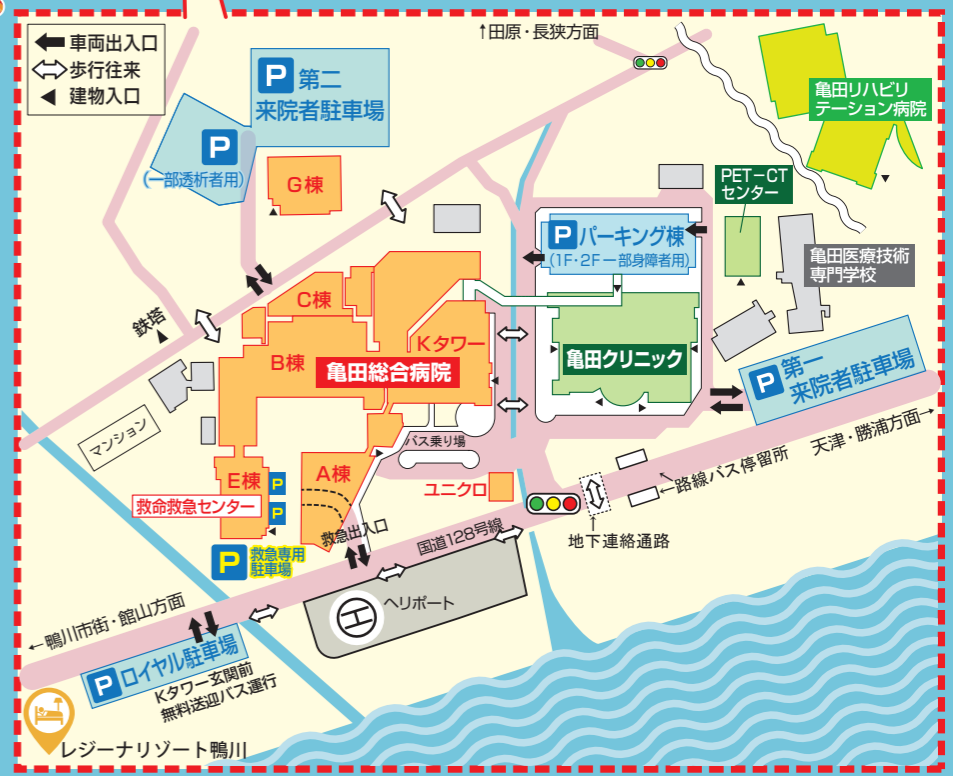 車両出入口
歩行往来
建物入口
↑田原・長狭方面
P 第二
来院者駐車場
P
(一部透析者用)
G棟
亀田リハビリ
テーション病院
PET-CT
センター
P パーキング棟
(1F・2F 一部身障者用)
亀田医療技術
専門学校
C棟
鉄塔
Kタワー
B棟
亀田総合病院
亀田クリニック
P 第一
来院者駐車場
マンション
バス乗り場
天津・勝浦方面→
←路線バス停留所
A棟
E棟
P
P
ユニクロ
救命救急センター
救急出入口
国道128号線
地下連絡通路
P 救急専用
駐車場
H
ヘリポート
←鴨川市街・館山方面
P ロイヤル駐車場
Kタワー玄関前
無料送迎バス運行
レジーナリゾート鴨川